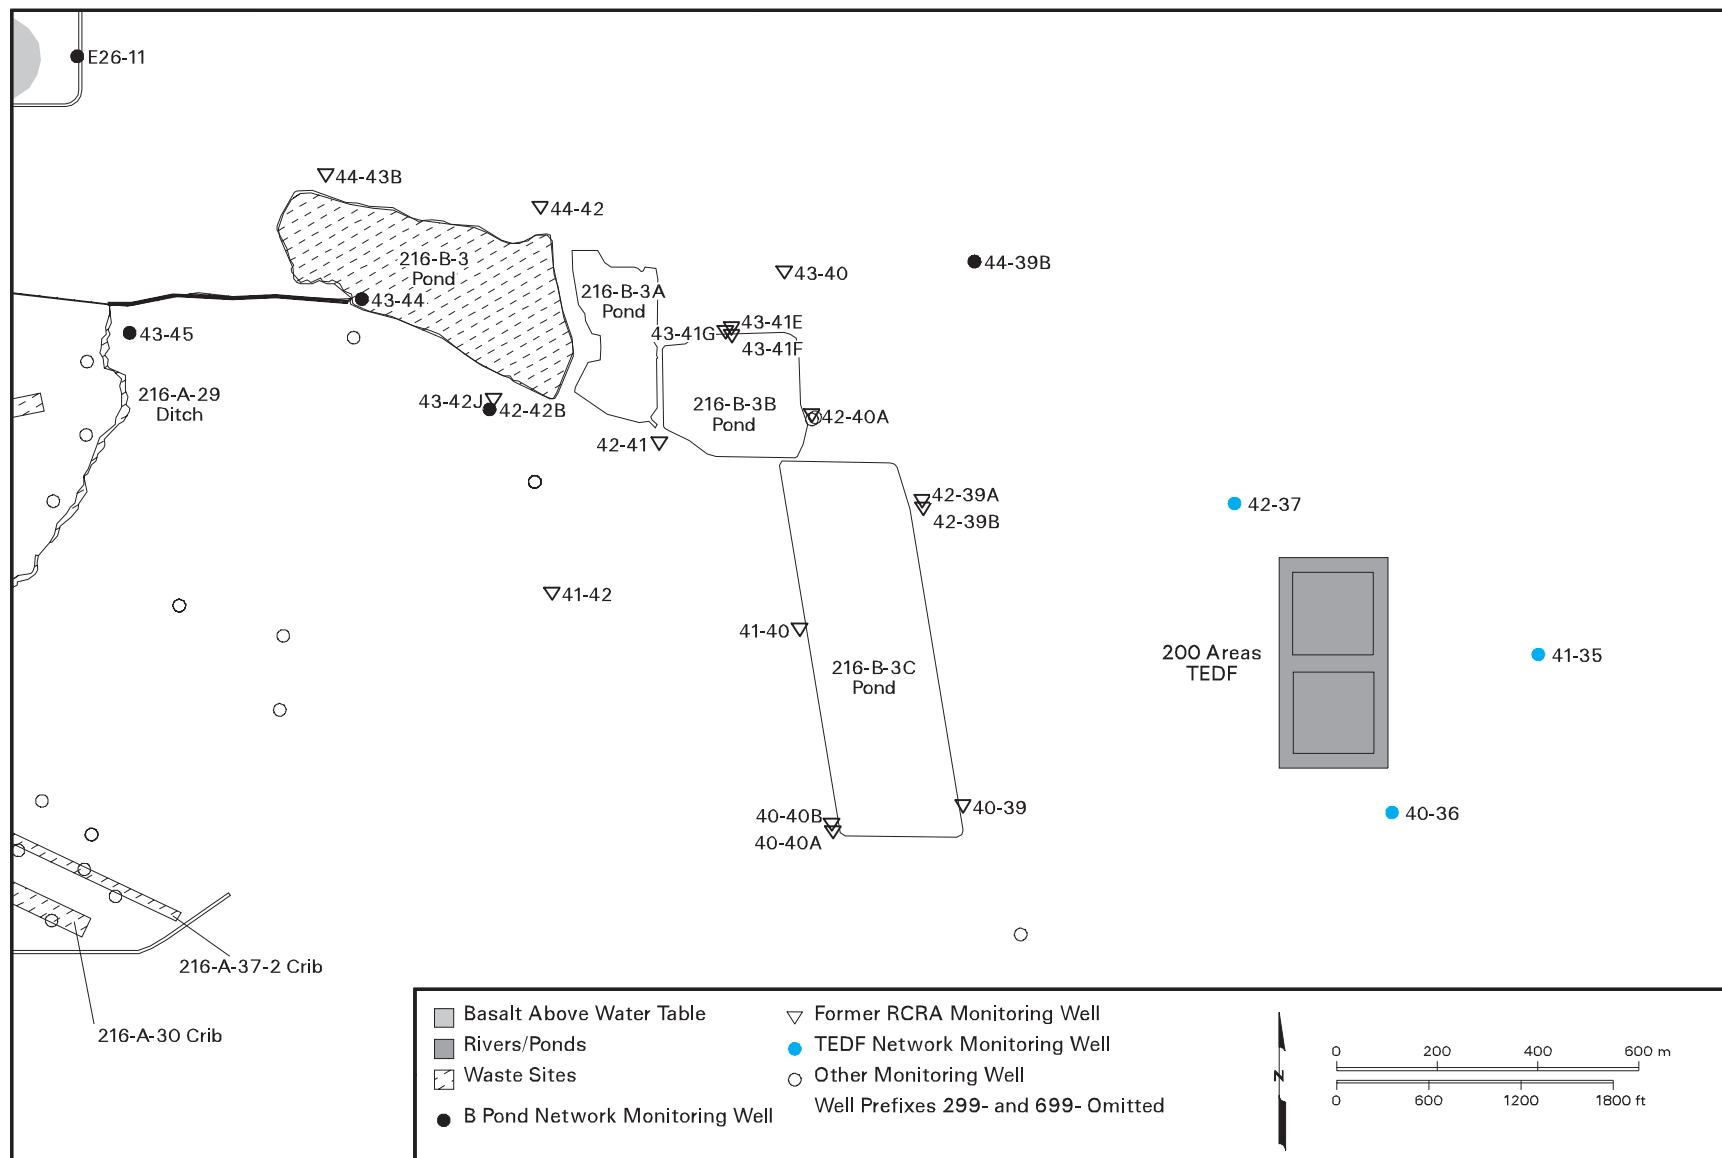 E26-11
44-43B
44-42
216-B-3
Pond
43-40
44-39B
216-B-3A
Pond
43-44
43-45
43-41G
43-41E
43-41F
216-A-29
Ditch
43-42J
42-42B
216-B-3B
Pond
42-40A
42-41
42-39A
42-39B
42-37
41-42
41-40
200 Areas
TEDF
41-35
216-B-3C
Pond
40-39
40-36
40-40B
40-40A
216-A-37-2 Crib
216-A-30 Crib
Basalt Above Water Table
Rivers/Ponds
Waste Sites
B Pond Network Monitoring Well
Former RCRA Monitoring Well
TEDF Network Monitoring Well
Other Monitoring Well
Well Prefixes 299- and 699- Omitted
N
0 200 400 600 m
0 600 1200 1800 ft